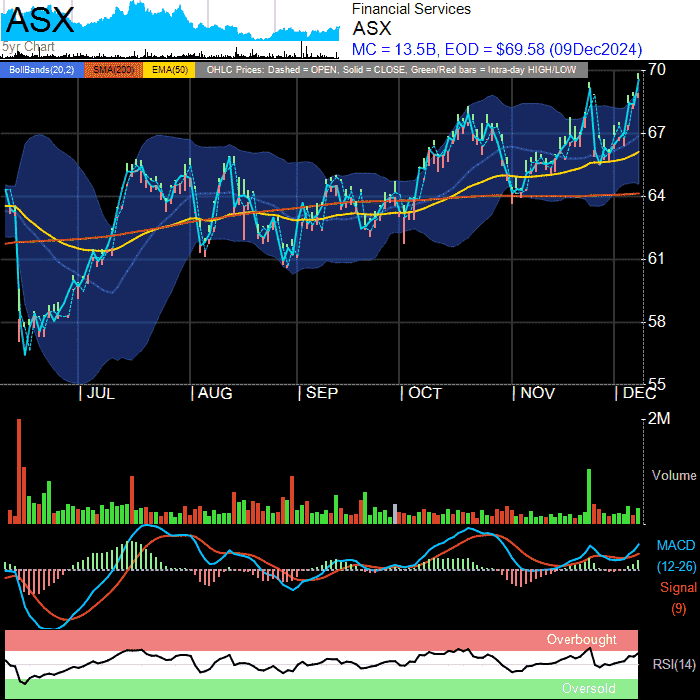 ASX
5yr Chart
Financial Services
ASX
MC = 13.5B, EOD = $69.58 (09Dec2024)
BollBands(20,2) SMA(200) EMA(50) OHLC Prices: Dashed = OPEN, Solid = CLOSE, Green/Red bars = Intra-day HIGH/LOW
70
67
64
61
58
55
| JUL | AUG | SEP | OCT | NOV | DEC
2M
Volume
MACD
(12-26)
Signal
(9)
Overbought
RSI(14)
Oversold